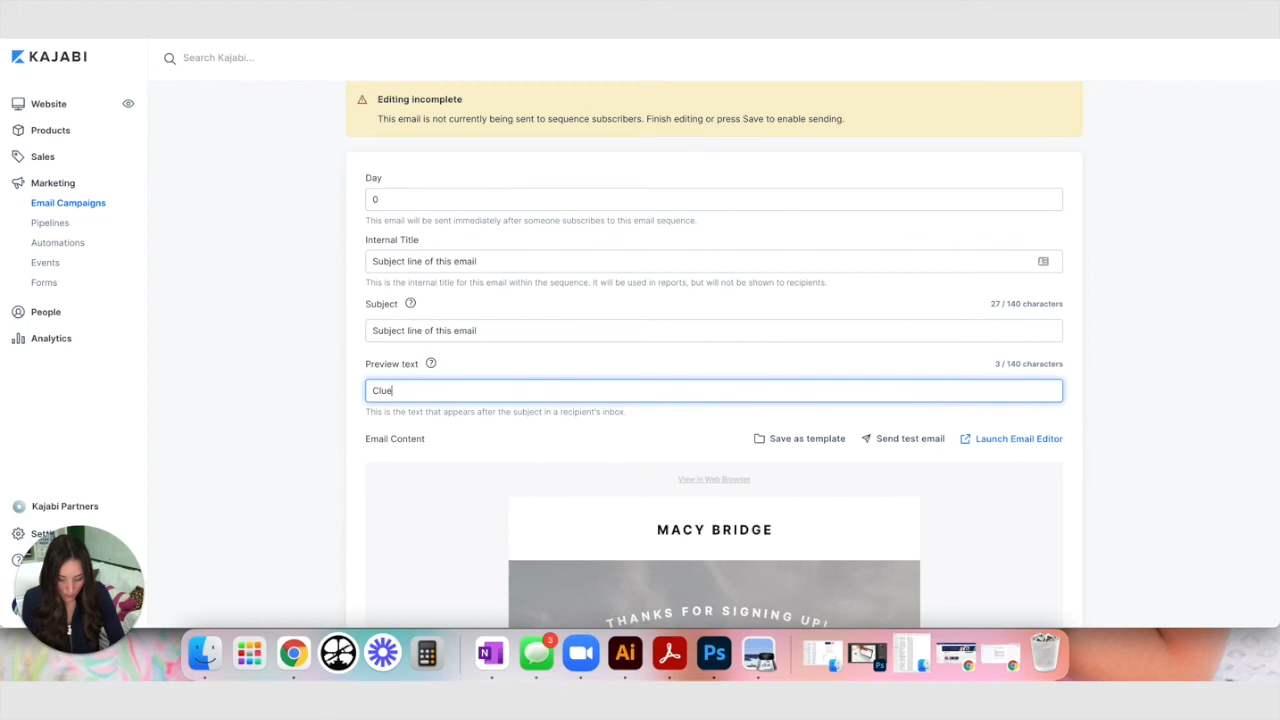 KAJABI
Search Kajabi...
Website
Products
Sales
Marketing
Email Campaigns
Pipelines
Automations
Events
Forms
People
Analytics
Kajabi Partners
Editing incomplete
This email is not currently being sent to sequence subscribers. Finish editing or press Save to enable sending.
Day
0
This email will be sent immediately after someone subscribes to this email sequence.
Internal Title
Subject line of this email
This is the internal title for this email within the sequence. It will be used in reports, but will not be shown to recipients.
Subject 27 / 140 characters
Subject line of this email
Preview text 3 / 140 characters
Clue
This is the text that appears after the subject in a recipient's inbox.
Email Content Save as template Send test email Launch Email Editor
View in Web Browser
MACY BRIDGE
THANKS FOR SIGNING UP!
N 3 Ai Ps